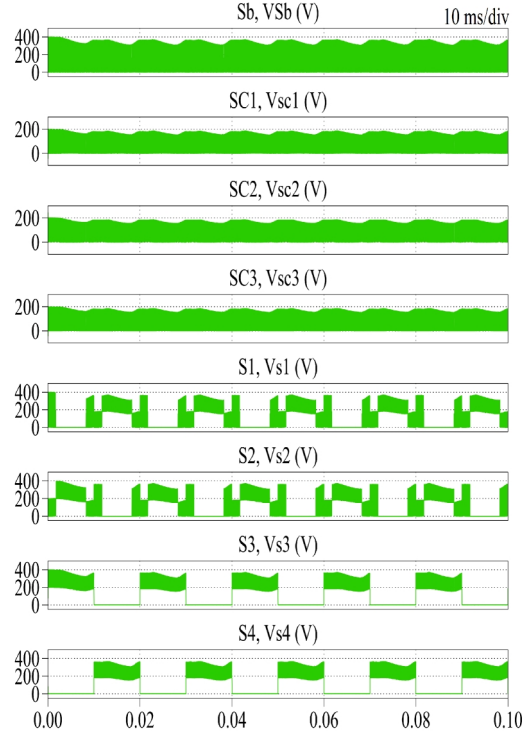 Sb, VSb (V)
10 ms/div
400
200
0
SC1, Vsc1 (V)
200
0
SC2, Vsc2 (V)
200
0
SC3, Vsc3 (V)
200
0
S1, Vs1 (V)
400
200
0
S2, Vs2 (V)
400
200
0
S3, Vs3 (V)
400
200
0
S4, Vs4 (V)
400
200
0
0.00 0.02 0.04 0.06 0.08 0.10